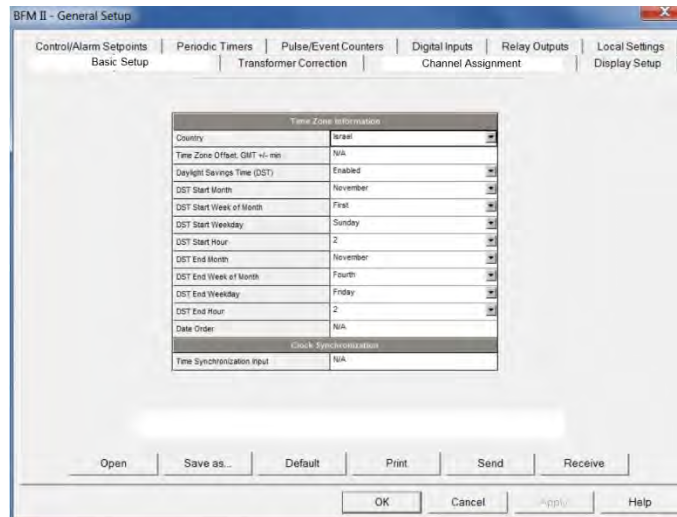 BFM II - General Setup
Control/Alarm Setpoints Periodic Timers Pulse/Event Counters Digital Inputs Relay Outputs Local Settings
Basic Setup Transformer Correction Channel Assignment Display Setup
Time Zone Information
Country Israel
Time Zone Offset, GMT +/- min N/A
Daylight Savings Time (DST) Enabled
DST Start Month November
DST Start Week of Month First
DST Start Weekday Sunday
DST Start Hour 2
DST End Month November
DST End Week of Month Fourth
DST End Weekday Friday
DST End Hour 2
Date Order N/A
Clock Synchronization
Time Synchronization Input N/A
Open Save as... Default Print Send Receive
OK Cancel Apply Help